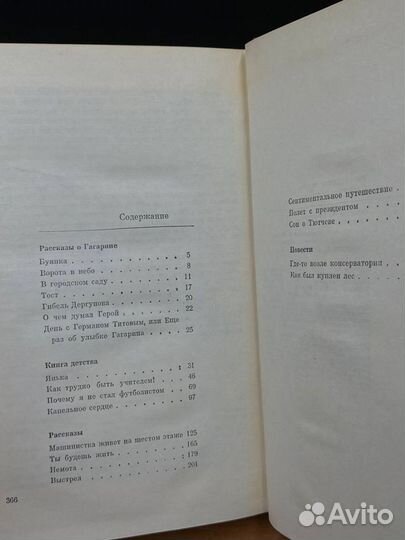 Содержание
Рассказы о Гагарине
Буишка . . . . . . . . 5
Ворота в небо . . . . . . . 8
В городском саду . . . . . . 11
Тост . . . . . . . . . 17
Гибель Дергунова . . . . . . 20
О чем думал Герой . . . . . 22
День с Германом Титовым, или Еще
раз об улыбке Гагарина . . . . 25
Книга детства
Янька . . . . . . . . . 31
Как трудно быть учителем! . . . 46
Почему я не стал футболистом . . 69
Капельное сердце . . . . . . 97
Рассказы
Машинистка живет на шестом этаже 125
Ты будешь жить . . . . . . 165
Немота . . . . . . . . . 179
Выстрел . . . . . . . . 201
366
Сентиментальное путешествие .
Полет с президентом . . . .
Сон о Тютчеве . . . . . .
Повести
Где-то возле консерватории .
Как был куплен лес . . . .
Avito